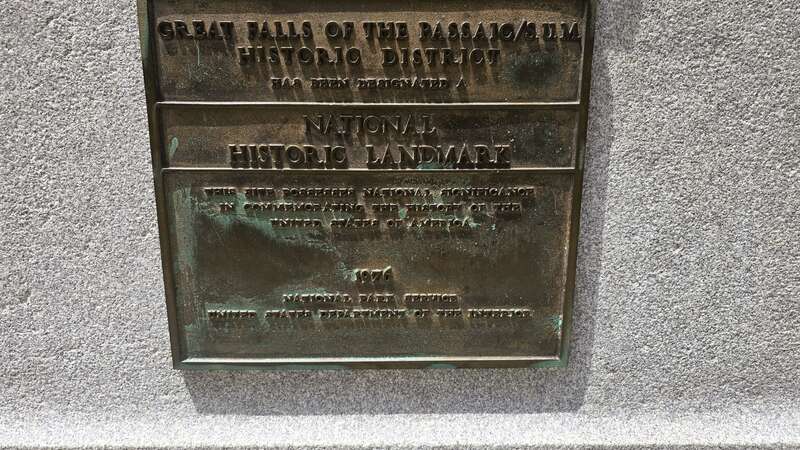 GREAT FALLS OF THE PASSAIC/S.U.M.
HISTORIC DISTRICT
HAS BEEN DESIGNATED A
NATIONAL
HISTORIC LANDMARK
THIS SITE POSSESSES NATIONAL SIGNIFICANCE
IN COMMEMORATING THE HISTORY OF THE
UNITED STATES OF AMERICA
1976
NATIONAL PARK SERVICE
UNITED STATES DEPARTMENT OF THE INTERIOR